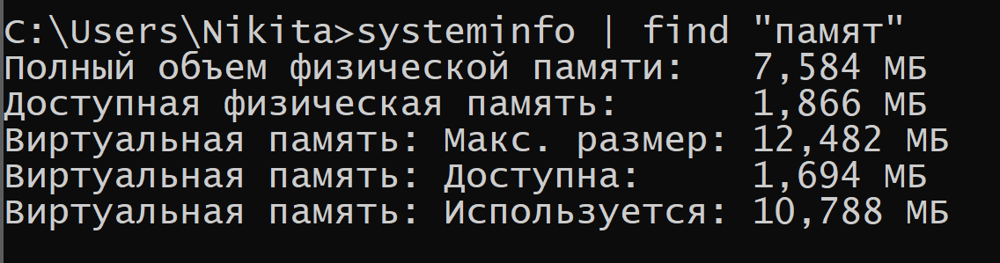 C:\Users\Nikita>systeminfo | find "памят"
Полный объем физической памяти:   7,584 МБ
Доступная физическая память:      1,866 МБ
Виртуальная память: Макс. размер: 12,482 МБ
Виртуальная память: Доступна:     1,694 МБ
Виртуальная память: Используется: 10,788 МБ